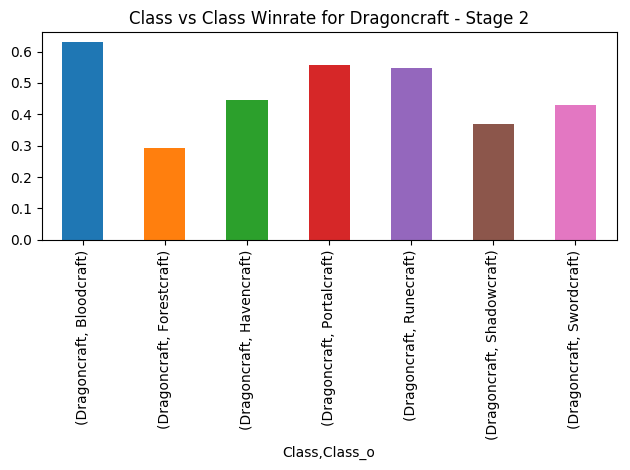 Class vs Class Winrate for Dragoncraft - Stage 2
0.6
0.5
0.4
0.3
0.2
0.1
0.0
(Dragoncraft, Bloodcraft)
(Dragoncraft, Forestcraft)
(Dragoncraft, Havencraft)
(Dragoncraft, Portalcraft)
(Dragoncraft, Runecraft)
(Dragoncraft, Shadowcraft)
(Dragoncraft, Swordcraft)
Class,Class_o